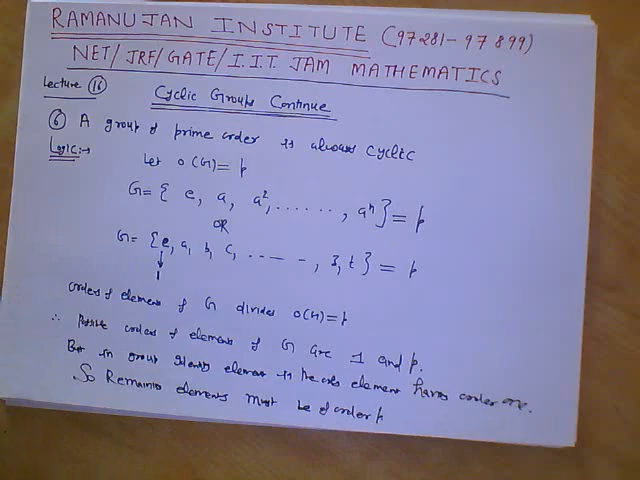 RAMANUJAN INSTITUTE (97281-97899)
NET/JRF/GATE/I.I.T. JAM MATHEMATICS
Lecture 16
Cyclic Groups Continue
⑥ A group of prime order is always cyclic
Logic:→
Let O(G)= p
G={ e, a, a², ......, aⁿ} = p
OR
G= {e, a, b, c, ..... -, z, t } = p
1
orders of element of G divides O(G)=p
∴ Possible orders of elements of G are 1 and p.
But in group identity element is the only element having order one.
So Remaining elements must be of order p